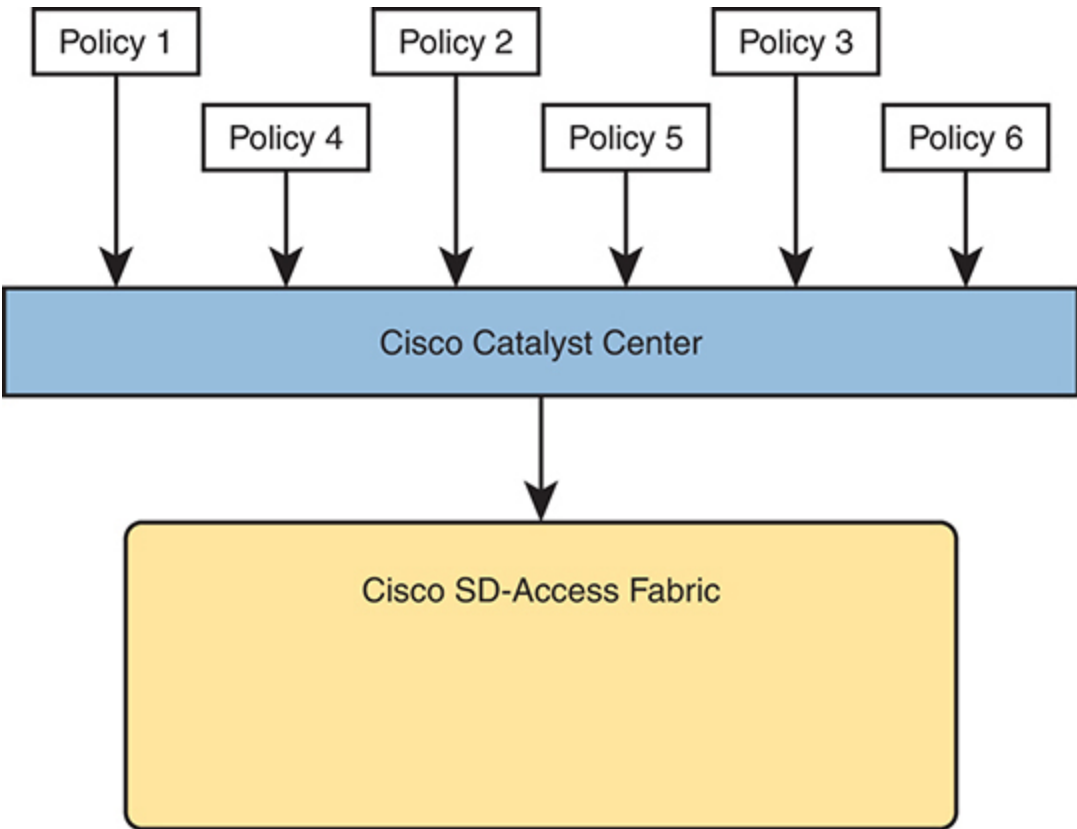 Policy 1
Policy 2
Policy 3
Policy 4
Policy 5
Policy 6
Cisco Catalyst Center
Cisco SD-Access Fabric